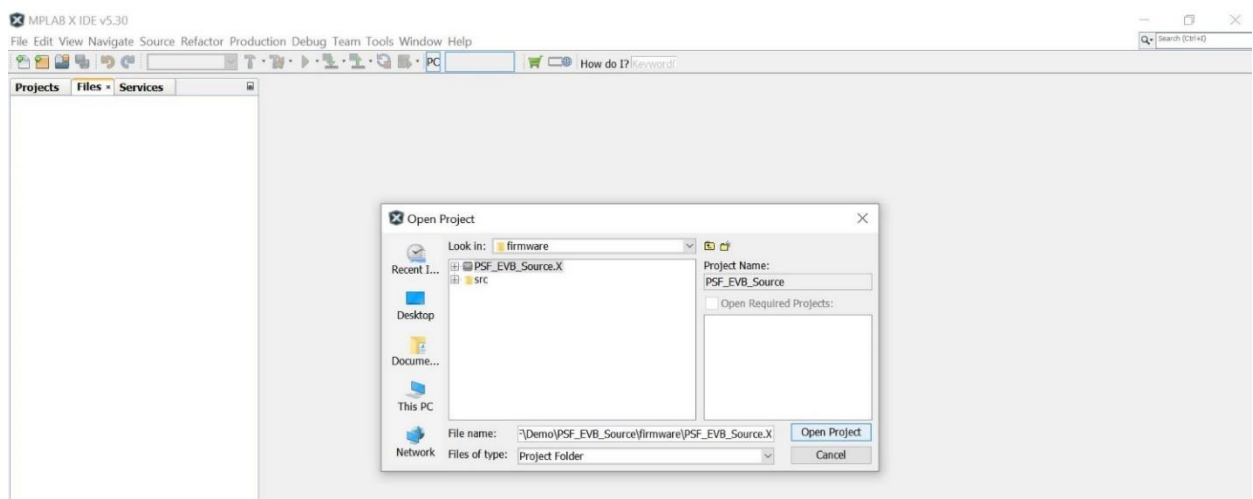 MPLAB X IDE v5.30
File Edit View Navigate Source Refactor Production Debug Team Tools Window Help
Search (Ctrl+I)
PC
How do I?
Projects Files × Services
Open Project
Look in: firmware
Recent I...
PSF_EVB_Source.X
src
Project Name:
PSF_EVB_Source
Open Required Projects:
Desktop
Docume...
This PC
Network
File name: \Demo\PSF_EVB_Source\firmware\PSF_EVB_Source.X
Open Project
Files of type: Project Folder
Cancel